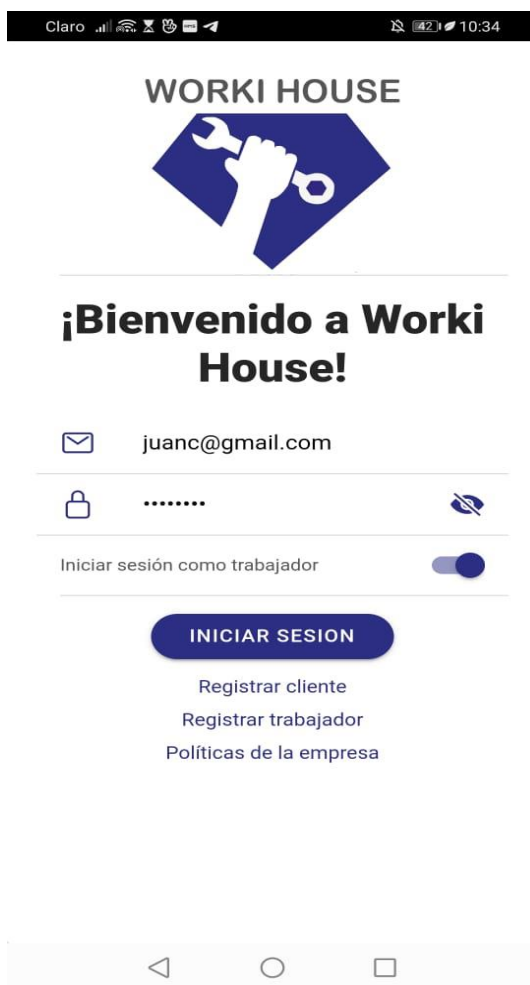 Claro 42 10:34
WORKI HOUSE
¡Bienvenido a Worki
House!
juanc@gmail.com
••••••••
Iniciar sesión como trabajador
INICIAR SESION
Registrar cliente
Registrar trabajador
Políticas de la empresa